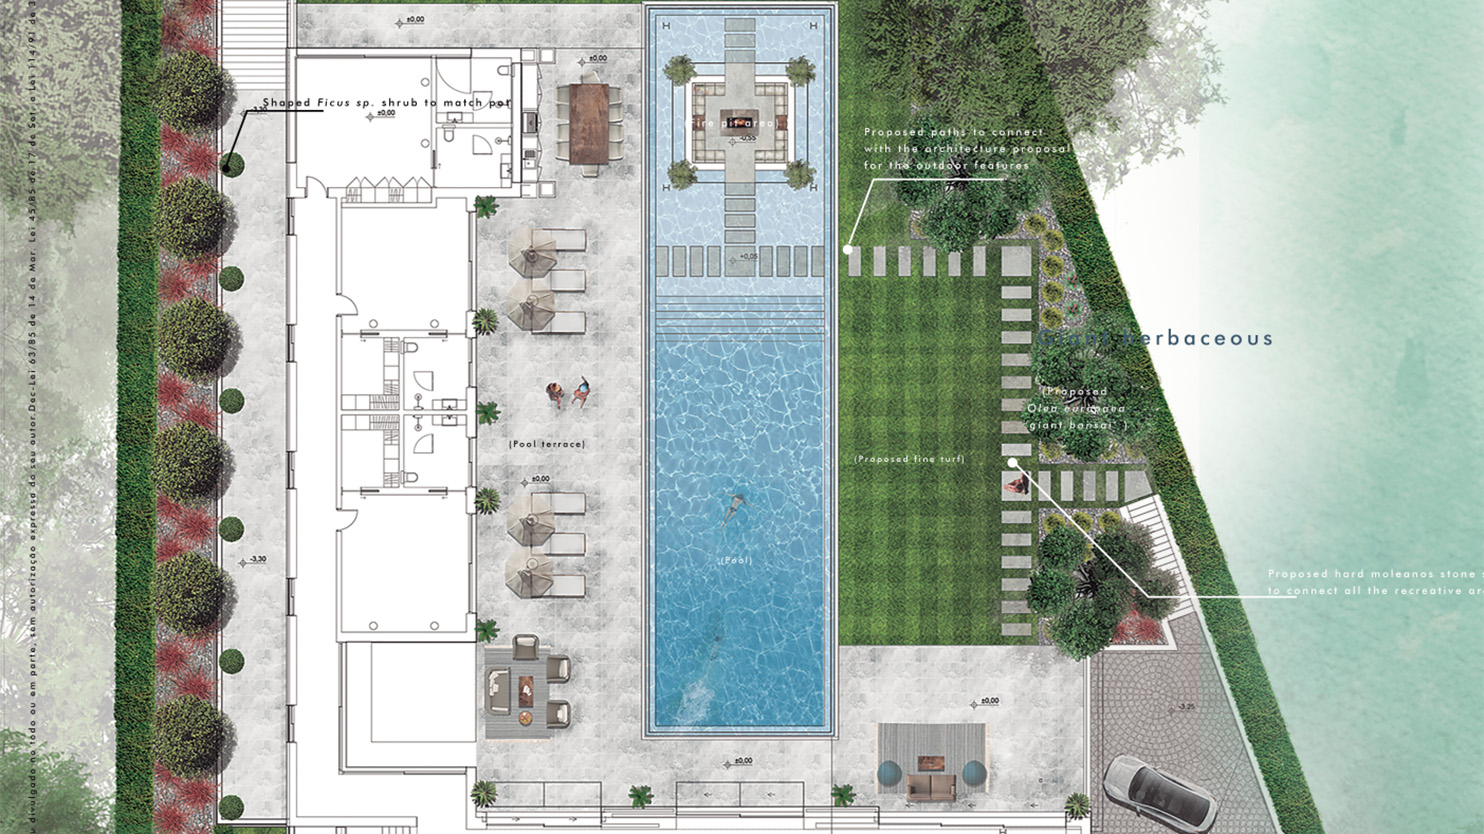 ±0,00
±0,00
Shaped Ficus sp. shrub to match pot
-3,30
±0,00
Fire pit area
-0,55
Proposed paths to connect
with the architecture proposal
for the outdoor features
+0,05
Giant herbaceous
(Proposed
Olea europaea
giant bonsai" )
(Pool terrace)
(Proposed fine turf)
±0,00
-3,30
(Pool)
Proposed hard moleanos stone
to connect all the recreative
±0,00
-3,25
±0,00
divulgado no todo ou em parte, sem autorização expressa do seu autor.Dec-Lei 63/85 de 14 de Mar. Lei 45/85 de 17 de Set.e Lei 114/91 de 3